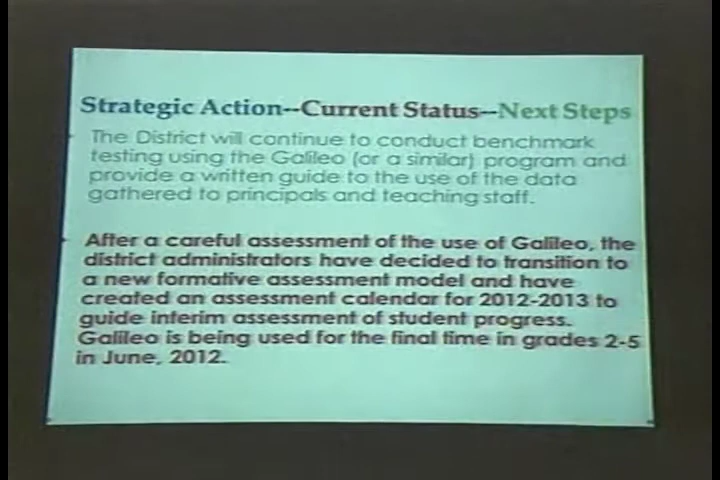 Strategic Action--Current Status--Next Steps
The District will continue to conduct benchmark
testing using the Galileo (or a similar) program and
provide a written guide to the use of the data
gathered to principals and teaching staff.
After a careful assessment of the use of Galileo, the
district administrators have decided to transition to
a new formative assessment model and have
created an assessment calendar for 2012-2013 to
guide interim assessment of student progress.
Galileo is being used for the final time in grades 2-5
in June, 2012.